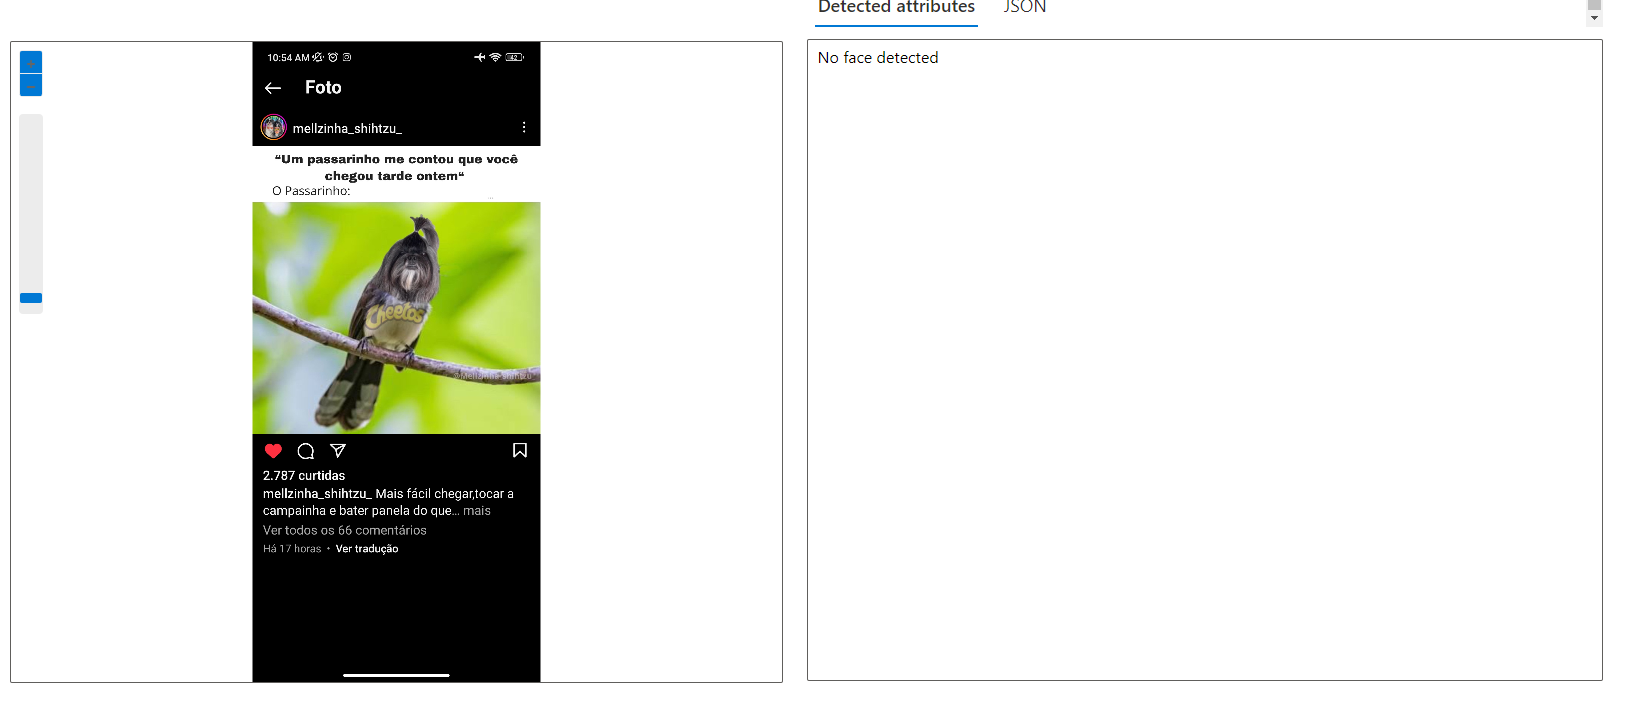 Detected attributes JSON
No face detected
10:54 AM 42
Foto
mellzinha_shihtzu_
"Um passarinho me contou que você
chegou tarde ontem"
O Passarinho:
Cheetos
@Mellzinha_shihtzu_
2.787 curtidas
mellzinha_shihtzu_ Mais fácil chegar,tocar a
campainha e bater panela do que... mais
Ver todos os 66 comentários
Há 17 horas • Ver tradução